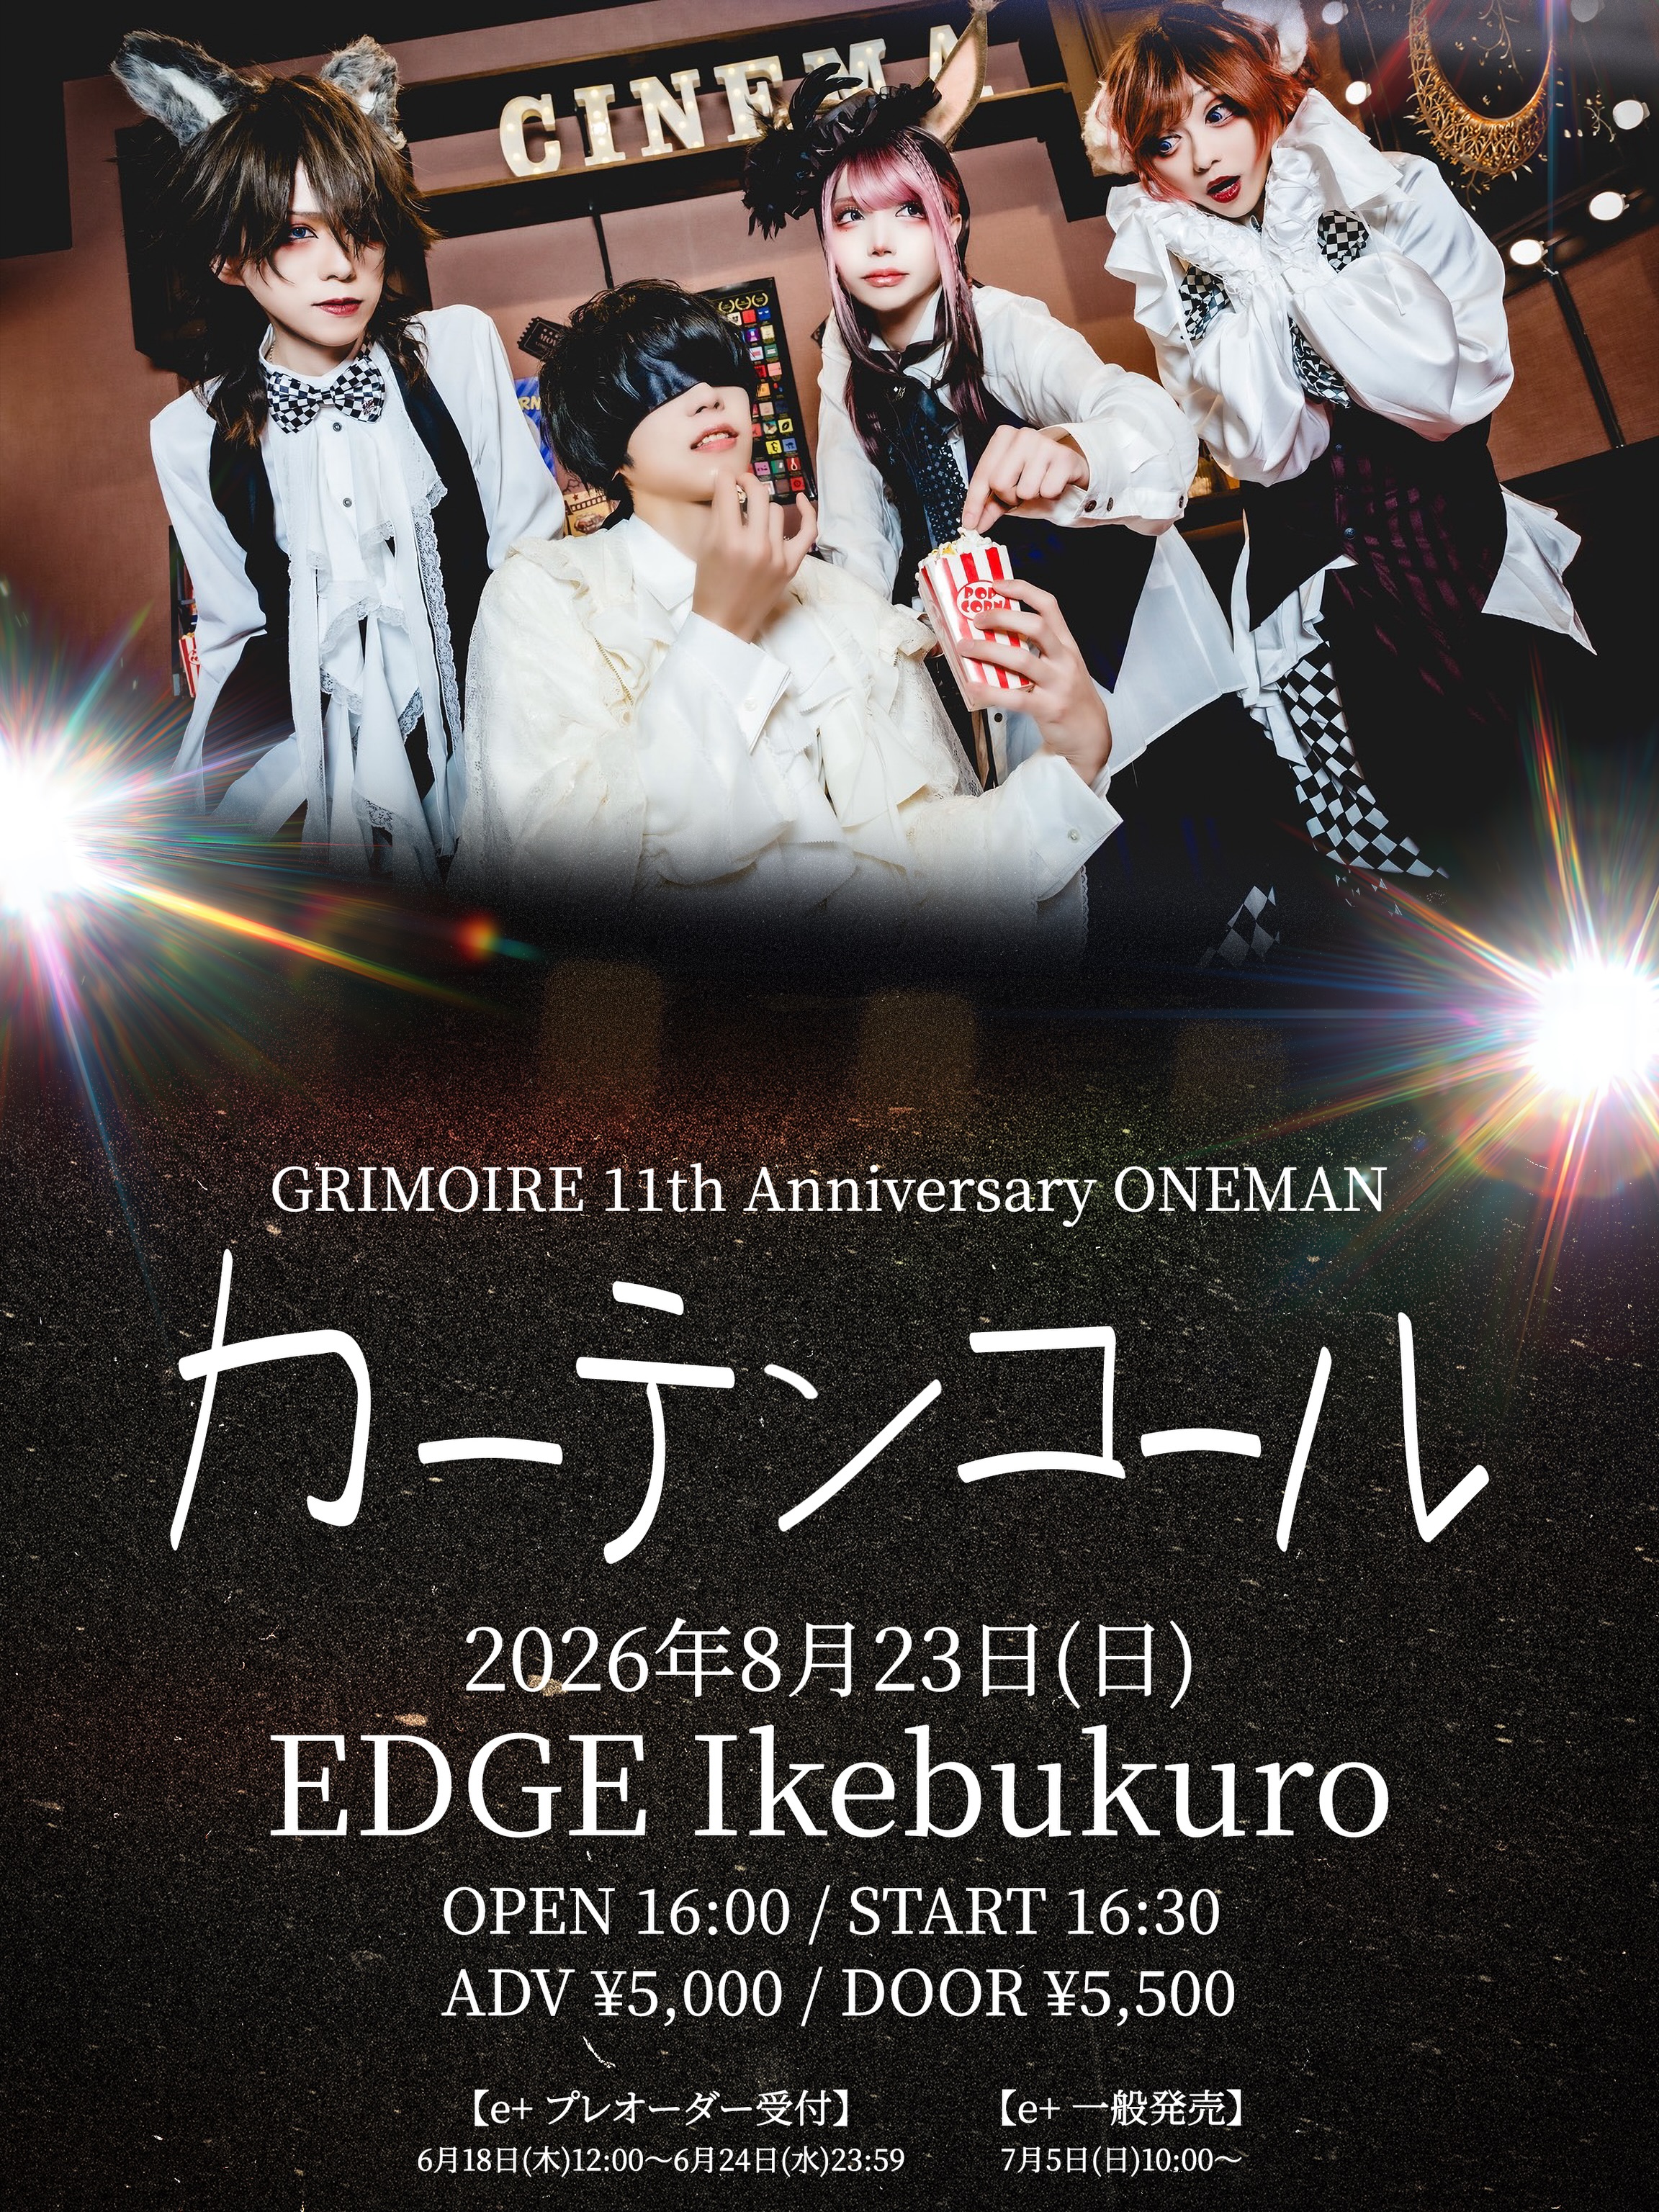 CINEMA
POP
CORN
GRIMOIRE 11th Anniversary ONEMAN
カーテンコール
2026年8月23日(日)
EDGE Ikebukuro
OPEN 16:00 / START 16:30
ADV ¥5,000 / DOOR ¥5,500
【e+ プレオーダー受付】
6月18日(木)12:00〜6月24日(水)23:59
【e+ 一般発売】
7月5日(日)10:00〜